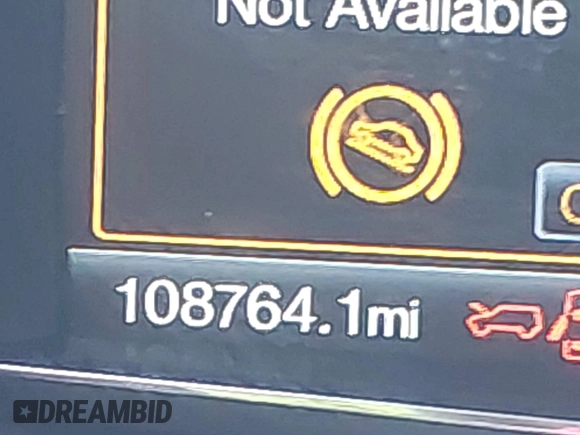 Not Available
108764.1mi
DREAMBID